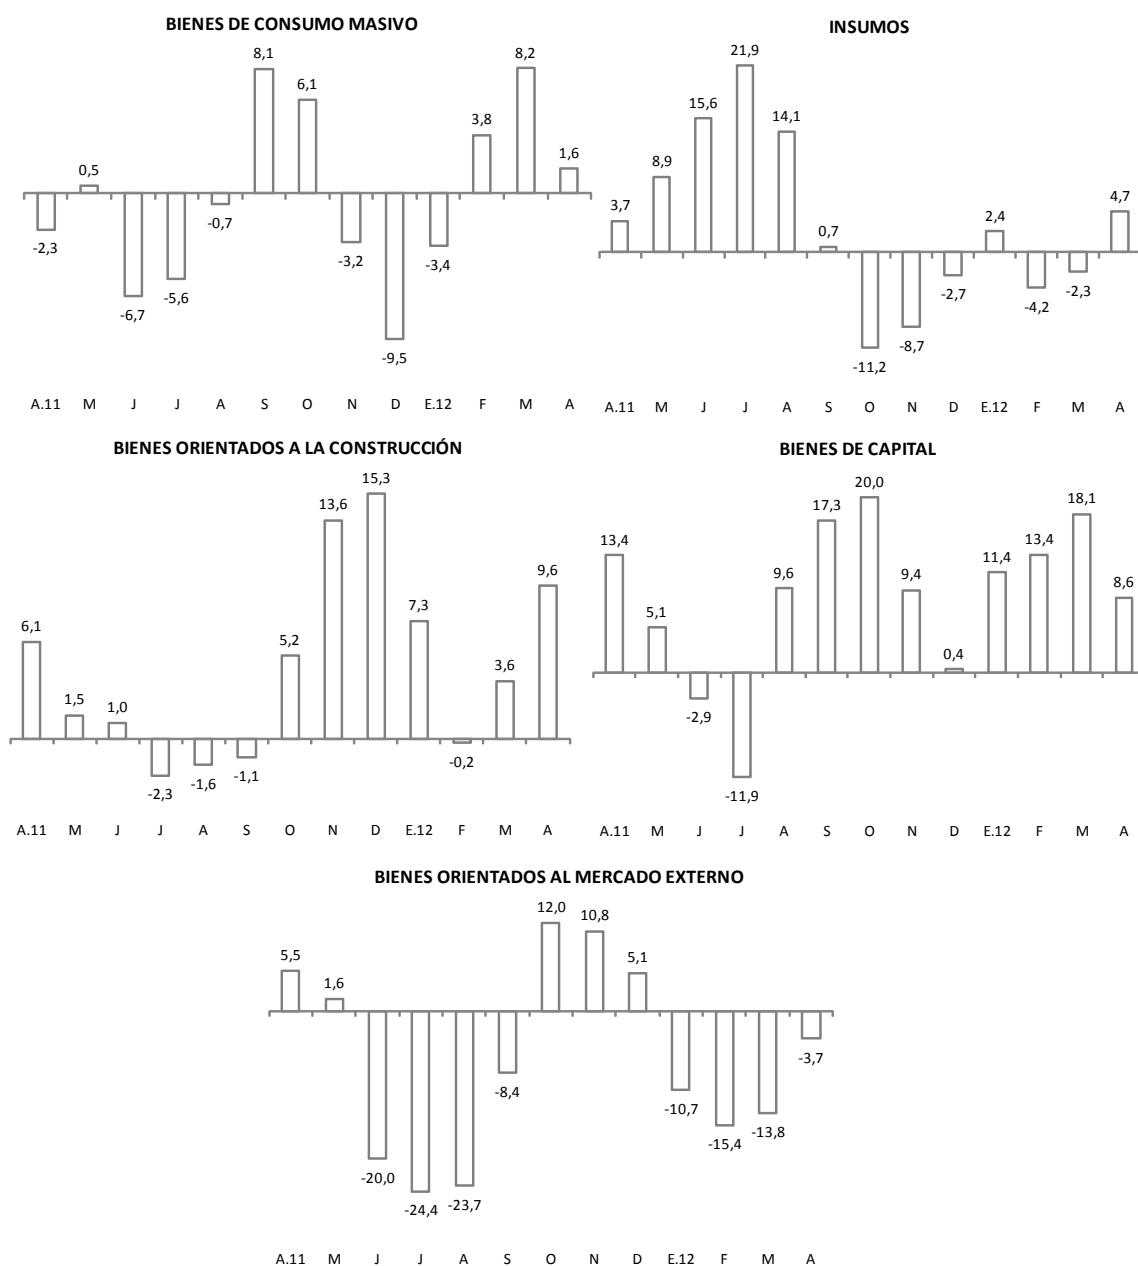 BIENES DE CONSUMO MASIVO
-2,3 0,5 -6,7 -5,6 -0,7 8,1 6,1 -3,2 -9,5 -3,4 3,8 8,2 1,6
A.11 M J J A S O N D E.12 F M A
INSUMOS
3,7 8,9 15,6 21,9 14,1 0,7 -11,2 -8,7 -2,7 2,4 -4,2 -2,3 4,7
A.11 M J J A S O N D E.12 F M A
BIENES ORIENTADOS A LA CONSTRUCCIÓN
6,1 1,5 1,0 -2,3 -1,6 -1,1 5,2 13,6 15,3 7,3 -0,2 3,6 9,6
A.11 M J J A S O N D E.12 F M A
BIENES DE CAPITAL
13,4 5,1 -2,9 -11,9 9,6 17,3 20,0 9,4 0,4 11,4 13,4 18,1 8,6
A.11 M J J A S O N D E.12 F M A
BIENES ORIENTADOS AL MERCADO EXTERNO
5,5 1,6 -20,0 -24,4 -23,7 -8,4 12,0 10,8 5,1 -10,7 -15,4 -13,8 -3,7
A.11 M J J A S O N D E.12 F M A